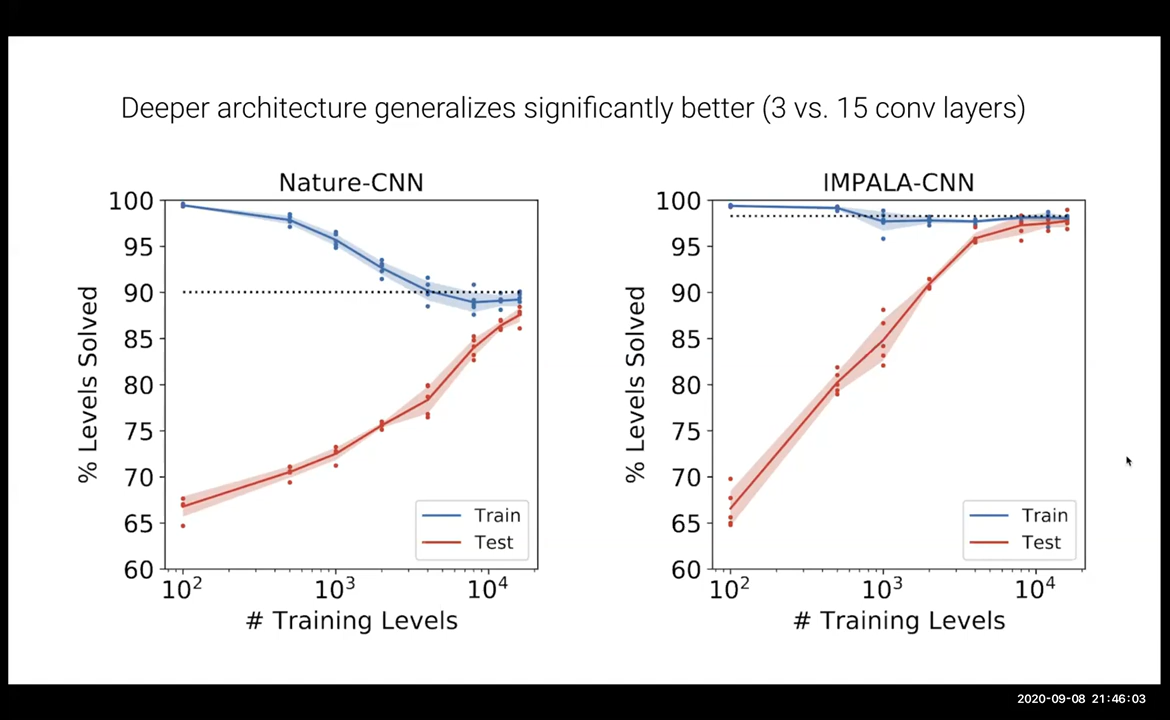 Deeper architecture generalizes significantly better (3 vs. 15 conv layers)
Nature-CNN
100
95
90
85
80
75
70
65
60
% Levels Solved
Train
Test
10²
10³
10⁴
# Training Levels
IMPALA-CNN
100
95
90
85
80
75
70
65
60
% Levels Solved
Train
Test
10²
10³
10⁴
# Training Levels
2020-09-08 21:46:03